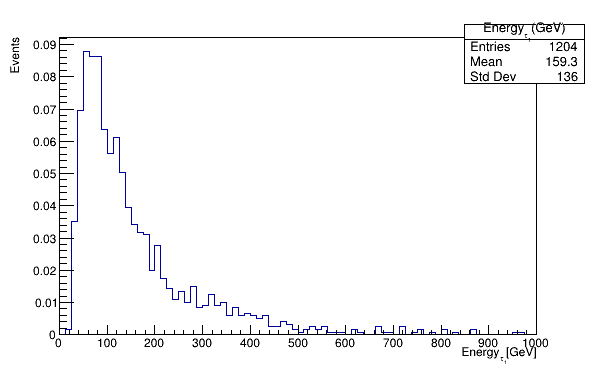 Energy_τ₁(GeV)
Entries 1204
Mean 159.3
Std Dev 136
Events
0.09
0.08
0.07
0.06
0.05
0.04
0.03
0.02
0.01
0
0 100 200 300 400 500 600 700 800 900 1000
Energy_τ₁[GeV]